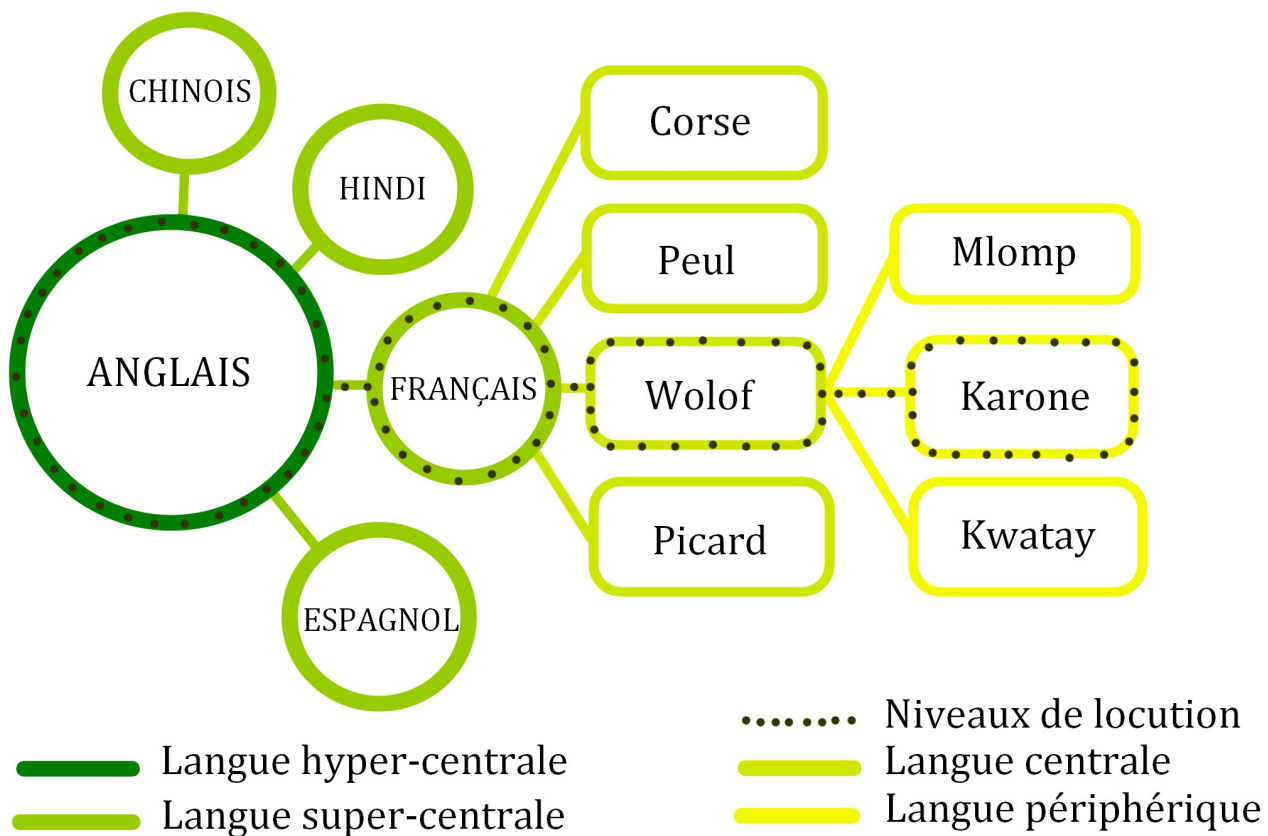 CHINOIS
HINDI
ANGLAIS
FRANÇAIS
ESPAGNOL
Corse
Peul
Wolof
Picard
Mlomp
Karone
Kwatay
Langue hyper-centrale
Langue super-centrale
Niveaux de locution
Langue centrale
Langue périphérique